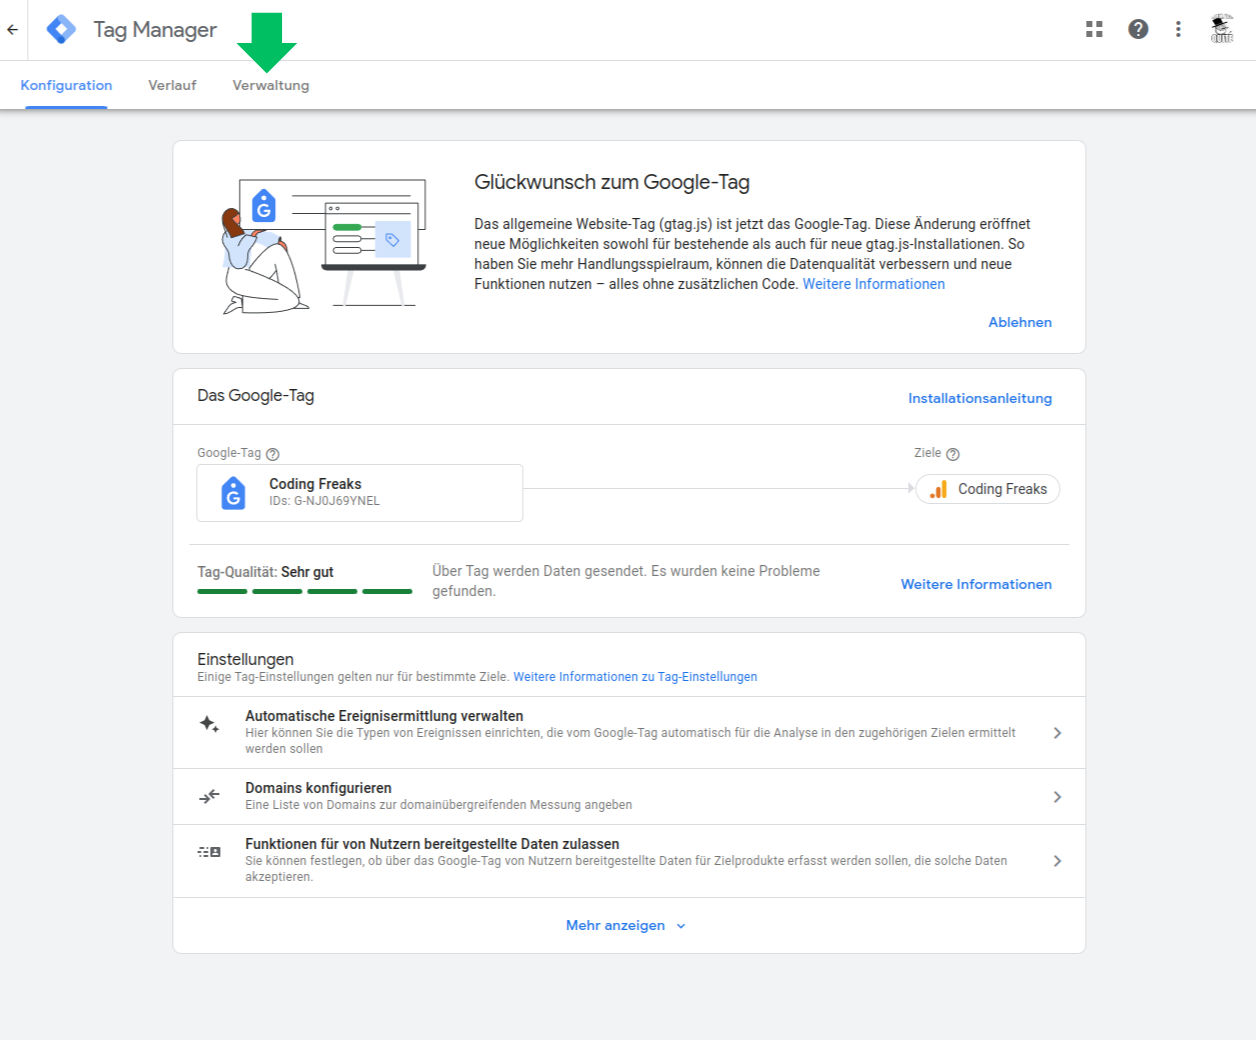 Tag Manager
Konfiguration
Verlauf
Verwaltung
Glückwunsch zum Google-Tag
Das allgemeine Website-Tag (gtag.js) ist jetzt das Google-Tag. Diese Änderung eröffnet
neue Möglichkeiten sowohl für bestehende als auch für neue gtag.js-Installationen. So
haben Sie mehr Handlungsspielraum, können die Datenqualität verbessern und neue
Funktionen nutzen – alles ohne zusätzlichen Code. Weitere Informationen
Ablehnen
Das Google-Tag
Installationsanleitung
Google-Tag
Ziele
G
Coding Freaks
IDs: G-NJ0J69YNEL
Coding Freaks
Tag-Qualität: Sehr gut
Über Tag werden Daten gesendet. Es wurden keine Probleme
gefunden.
Weitere Informationen
Einstellungen
Einige Tag-Einstellungen gelten nur für bestimmte Ziele. Weitere Informationen zu Tag-Einstellungen
Automatische Ereignisermittlung verwalten
Hier können Sie die Typen von Ereignissen einrichten, die vom Google-Tag automatisch für die Analyse in den zugehörigen Zielen ermittelt
werden sollen
Domains konfigurieren
Eine Liste von Domains zur domainübergreifenden Messung angeben
Funktionen für von Nutzern bereitgestellte Daten zulassen
Sie können festlegen, ob über das Google-Tag von Nutzern bereitgestellte Daten für Zielprodukte erfasst werden sollen, die solche Daten
akzeptieren.
Mehr anzeigen